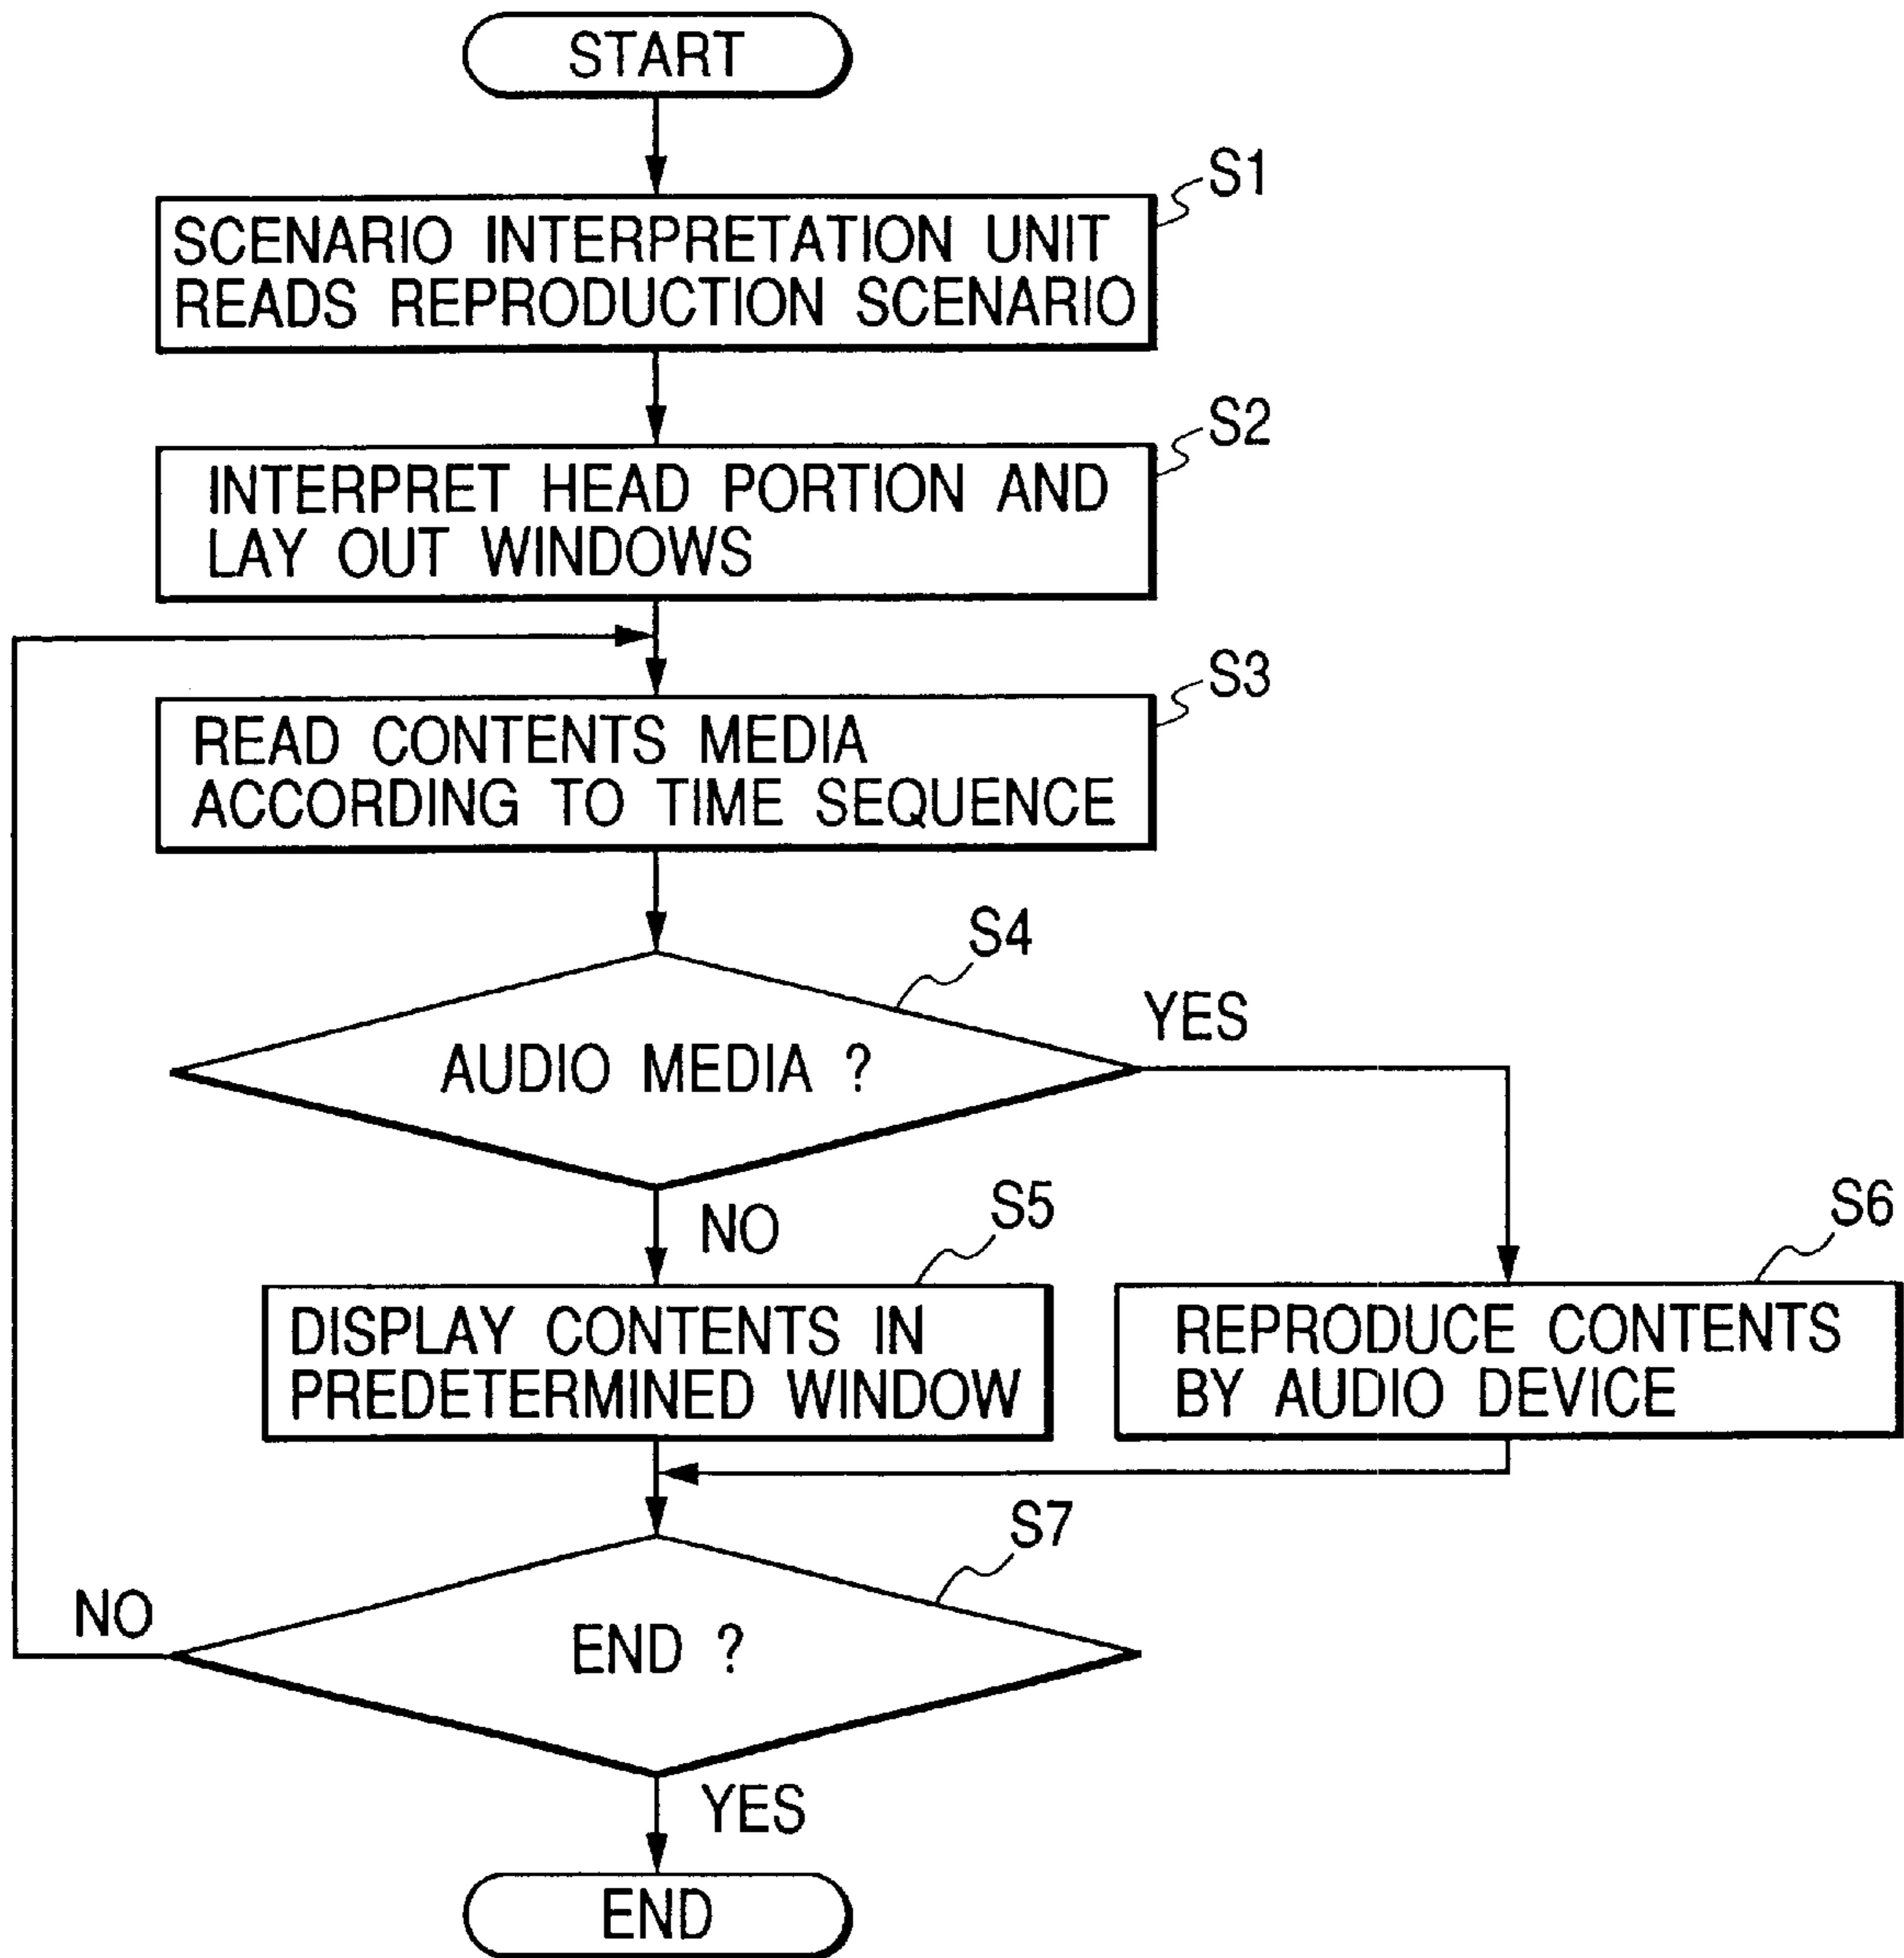 START
S1
SCENARIO INTERPRETATION UNIT
READS REPRODUCTION SCENARIO
S2
INTERPRET HEAD PORTION AND
LAY OUT WINDOWS
S3
READ CONTENTS MEDIA
ACCORDING TO TIME SEQUENCE
S4
AUDIO MEDIA ?
YES
NO
S5
DISPLAY CONTENTS IN
PREDETERMINED WINDOW
S6
REPRODUCE CONTENTS
BY AUDIO DEVICE
S7
END ?
NO
YES
END